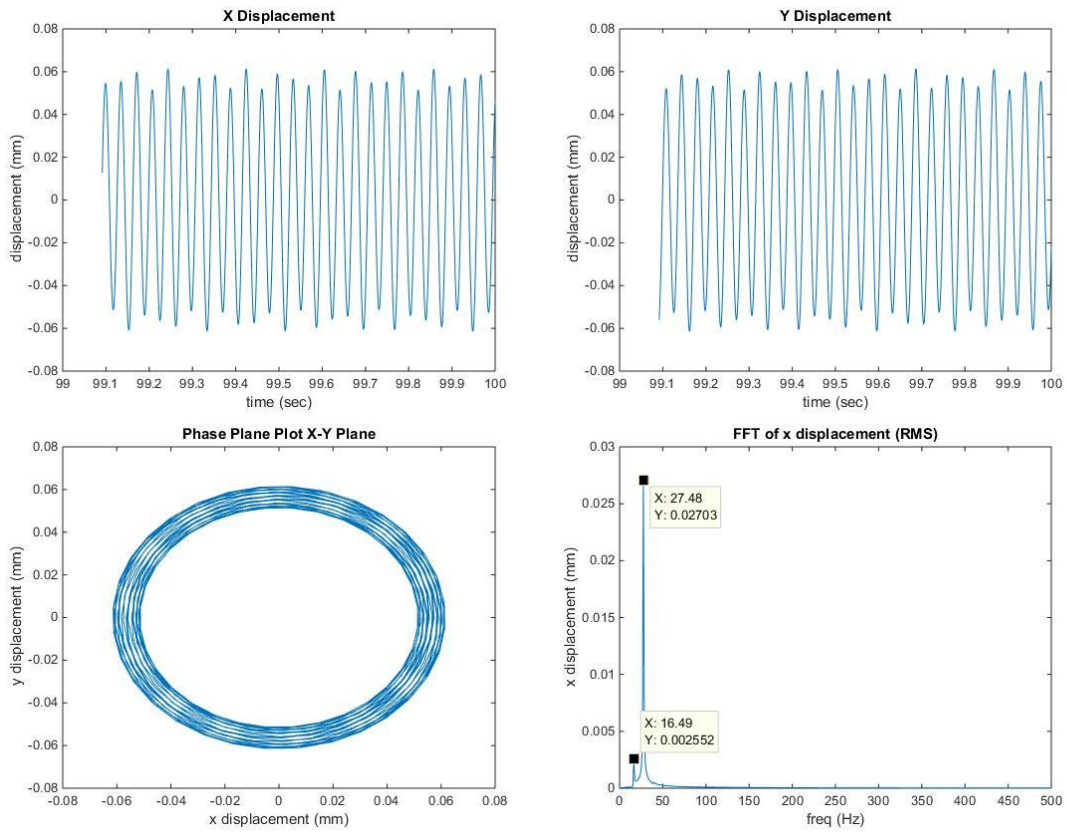 X Displacement
0.08
0.06
0.04
0.02
0
-0.02
-0.04
-0.06
-0.08
displacement (mm)
99 99.1 99.2 99.3 99.4 99.5 99.6 99.7 99.8 99.9 100
time (sec)
Y Displacement
0.08
0.06
0.04
0.02
0
-0.02
-0.04
-0.06
-0.08
displacement (mm)
99 99.1 99.2 99.3 99.4 99.5 99.6 99.7 99.8 99.9 100
time (sec)
Phase Plane Plot X-Y Plane
0.08
0.06
0.04
0.02
0
-0.02
-0.04
-0.06
-0.08
y displacement (mm)
-0.08 -0.06 -0.04 -0.02 0 0.02 0.04 0.06 0.08
x displacement (mm)
FFT of x displacement (RMS)
0.03
0.025
0.02
0.015
0.01
0.005
0
x displacement (mm)
X: 27.48
Y: 0.02703
X: 16.49
Y: 0.002552
0 50 100 150 200 250 300 350 400 450 500
freq (Hz)